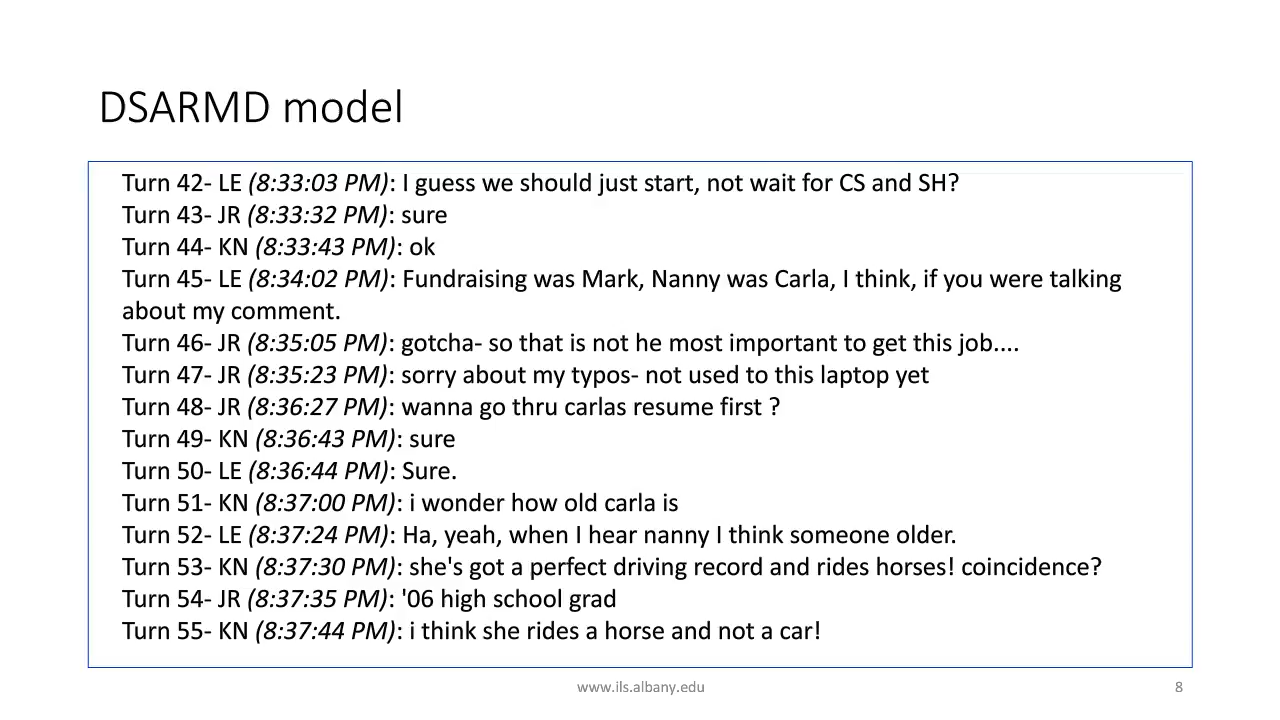 DSARMD model
Turn 42- LE (8:33:03 PM): I guess we should just start, not wait for CS and SH?
Turn 43- JR (8:33:32 PM): sure
Turn 44- KN (8:33:43 PM): ok
Turn 45- LE (8:34:02 PM): Fundraising was Mark, Nanny was Carla, I think, if you were talking
about my comment.
Turn 46- JR (8:35:05 PM): gotcha- so that is not he most important to get this job....
Turn 47- JR (8:35:23 PM): sorry about my typos- not used to this laptop yet
Turn 48- JR (8:36:27 PM): wanna go thru carlas resume first ?
Turn 49- KN (8:36:43 PM): sure
Turn 50- LE (8:36:44 PM): Sure.
Turn 51- KN (8:37:00 PM): i wonder how old carla is
Turn 52- LE (8:37:24 PM): Ha, yeah, when I hear nanny I think someone older.
Turn 53- KN (8:37:30 PM): she's got a perfect driving record and rides horses! coincidence?
Turn 54- JR (8:37:35 PM): '06 high school grad
Turn 55- KN (8:37:44 PM): i think she rides a horse and not a car!
www.ils.albany.edu
8